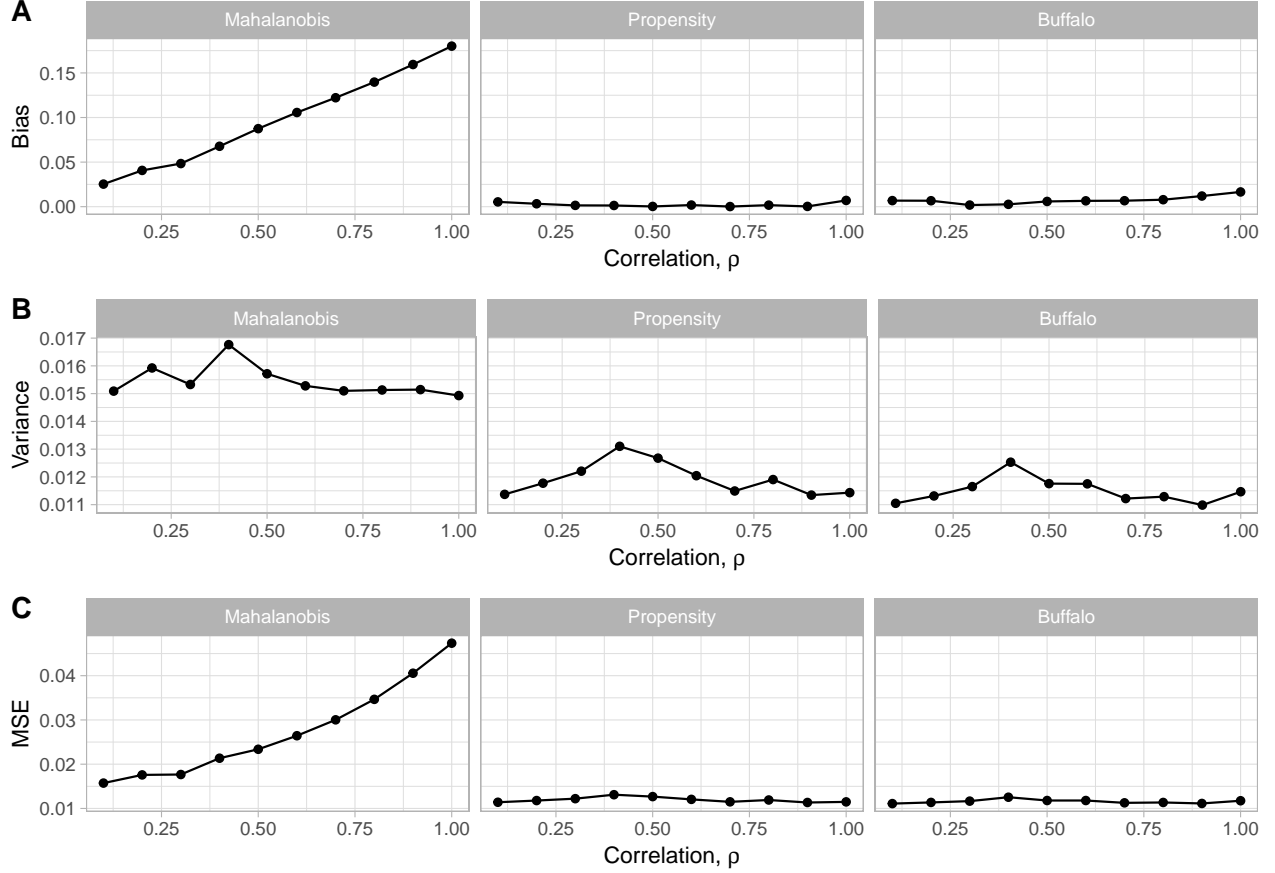 A
Mahalanobis Propensity Buffalo
Bias
0.15
0.10
0.05
0.00
0.25 0.50 0.75 1.00 0.25 0.50 0.75 1.00 0.25 0.50 0.75 1.00
Correlation, ρ
B
Mahalanobis Propensity Buffalo
Variance
0.017
0.016
0.015
0.014
0.013
0.012
0.011
0.25 0.50 0.75 1.00 0.25 0.50 0.75 1.00 0.25 0.50 0.75 1.00
Correlation, ρ
C
Mahalanobis Propensity Buffalo
MSE
0.04
0.03
0.02
0.01
0.25 0.50 0.75 1.00 0.25 0.50 0.75 1.00 0.25 0.50 0.75 1.00
Correlation, ρ